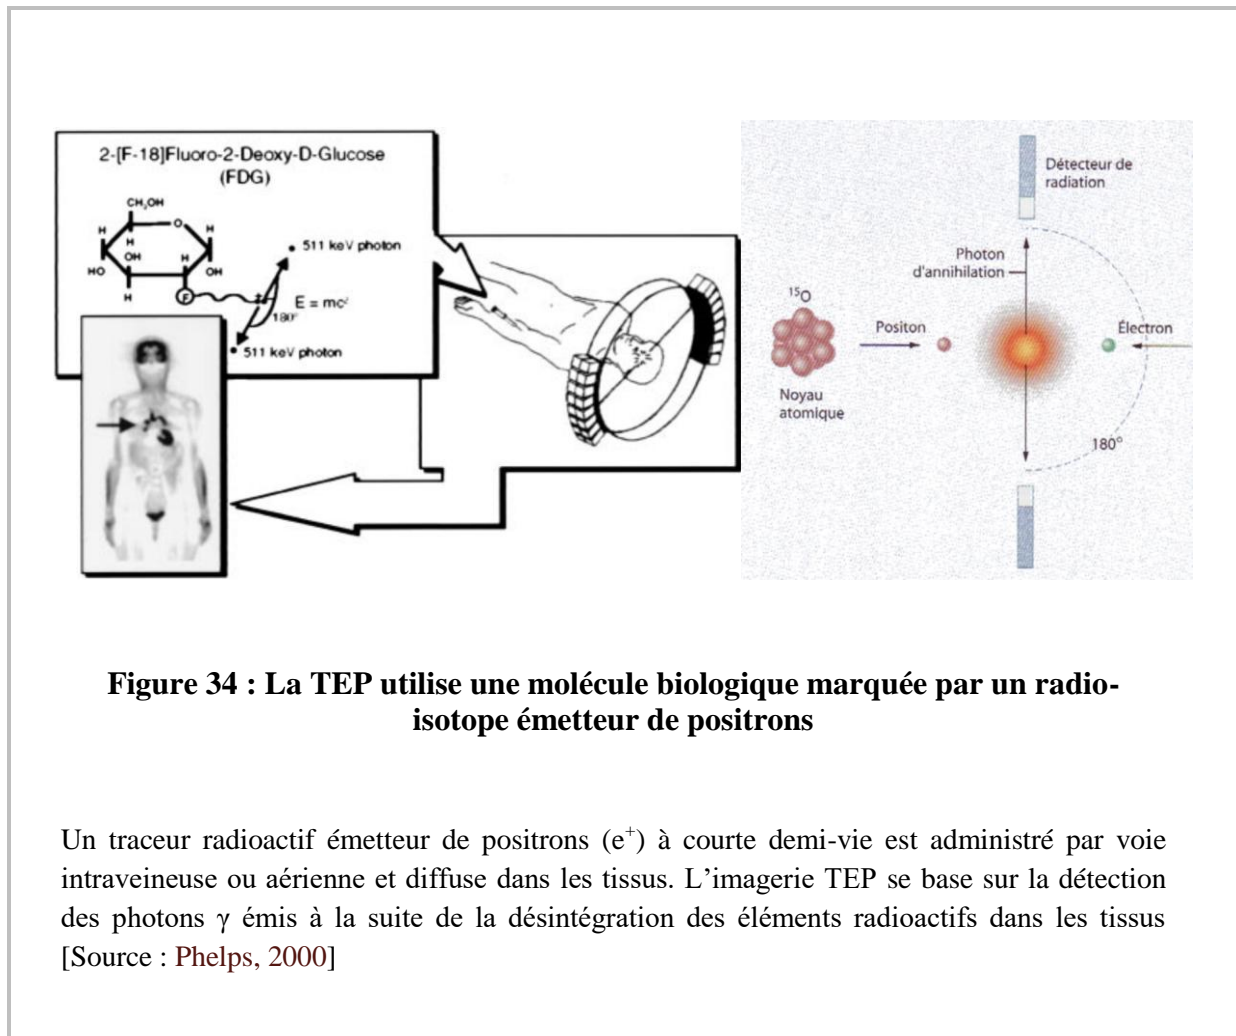 2-[F-18]Fluoro-2-Deoxy-D-Glucose
(FDG)
CH₂OH
O
H
H
H
OH
H
HO
OH
H
F
511 keV photon
E = mc²
180°
511 keV photon
Détecteur de
radiation
Photon
d'annihilation
¹⁵O
Positon
Électron
Noyau
atomique
180°
Figure 34 : La TEP utilise une molécule biologique marquée par un radio-
isotope émetteur de positrons
Un traceur radioactif émetteur de positrons (e⁺) à courte demi-vie est administré par voie
intraveineuse ou aérienne et diffuse dans les tissus. L’imagerie TEP se base sur la détection
des photons γ émis à la suite de la désintégration des éléments radioactifs dans les tissus
[Source : Phelps, 2000]